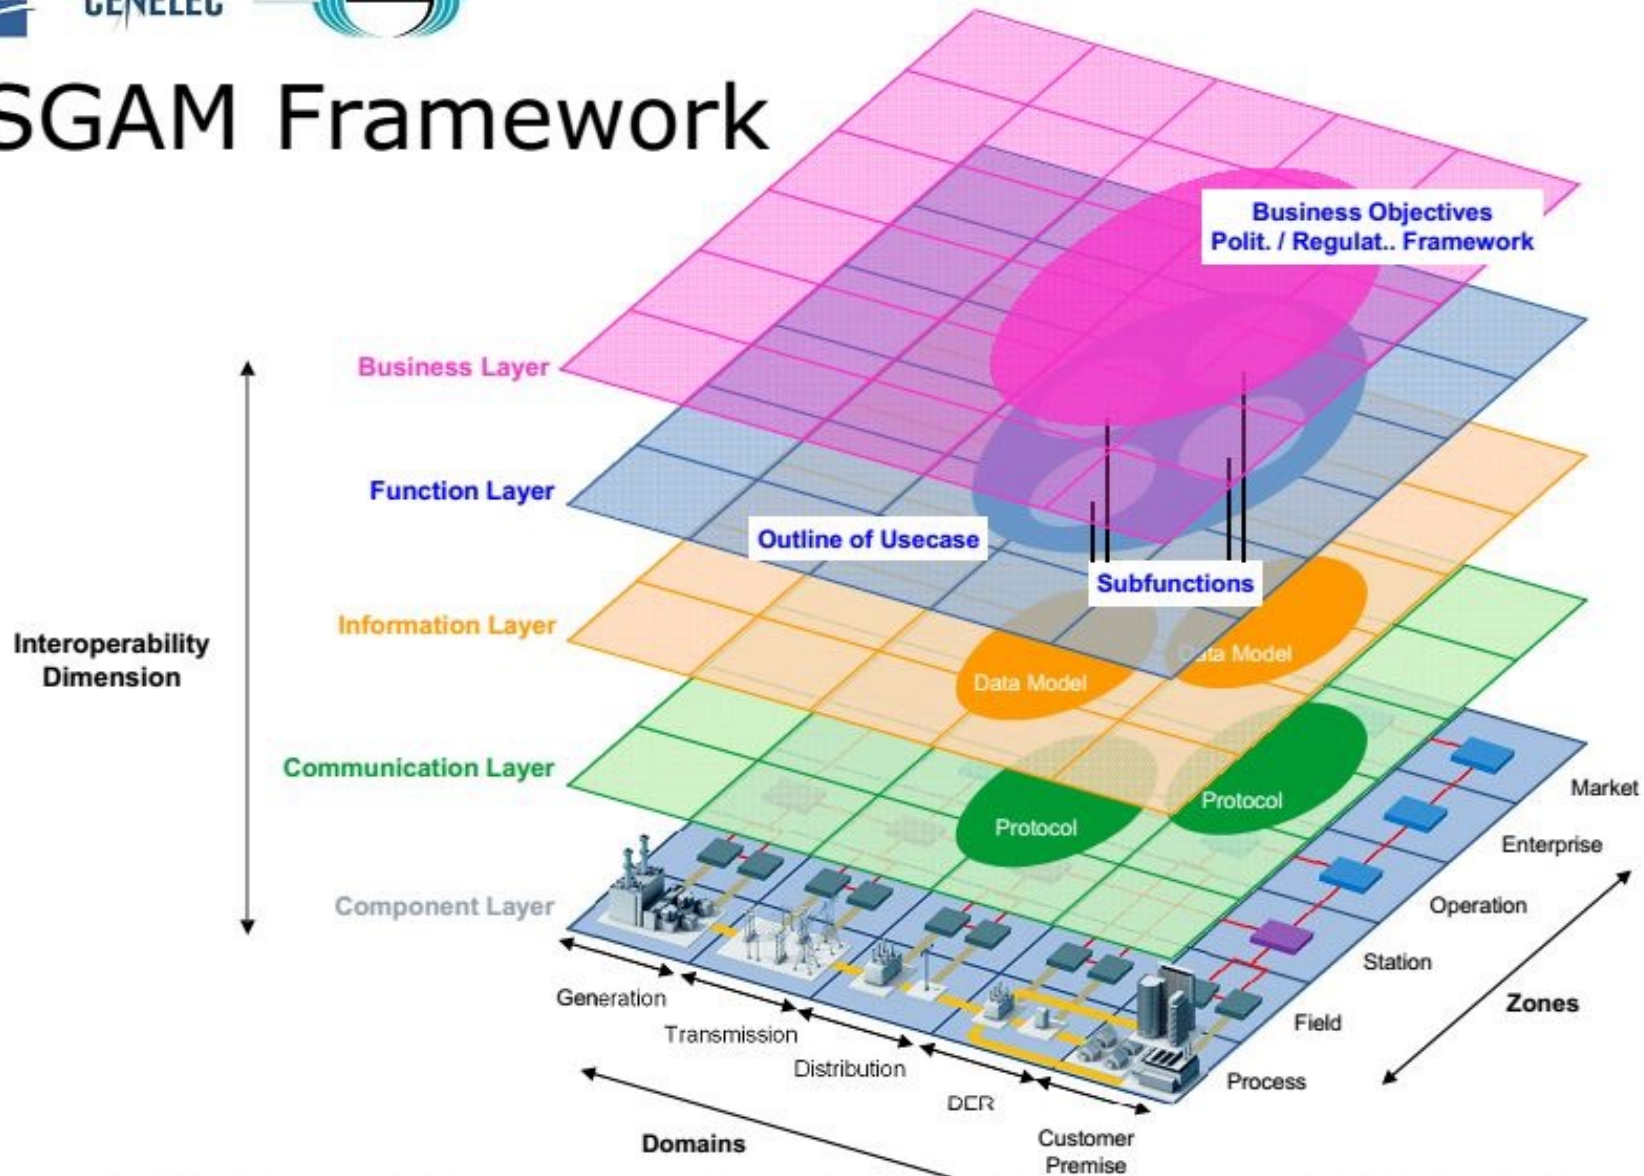 CENELEC
SGAM Framework
Business Objectives
Polit. / Regulat.. Framework
Business Layer
Function Layer
Outline of Usecase
Subfunctions
Information Layer
Data Model
Data Model
Interoperability
Dimension
Communication Layer
Protocol
Protocol
Component Layer
Market
Enterprise
Operation
Station
Field
Process
Zones
Generation
Transmission
Distribution
DER
Customer
Premise
Domains